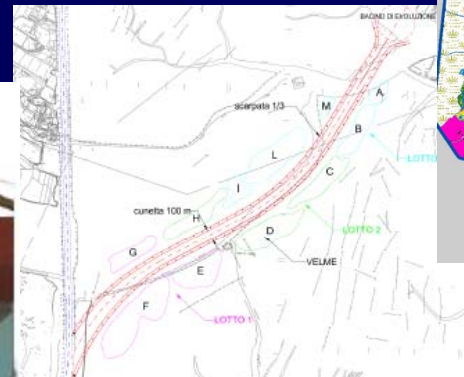 BACINO DI EVOLUZIONE
A
M
scarpata 1/3
B
LOTTO
L
C
I
cunetta 100 m
H
LOTTO 2
D
G
VELME
E
F
LOTTO 1